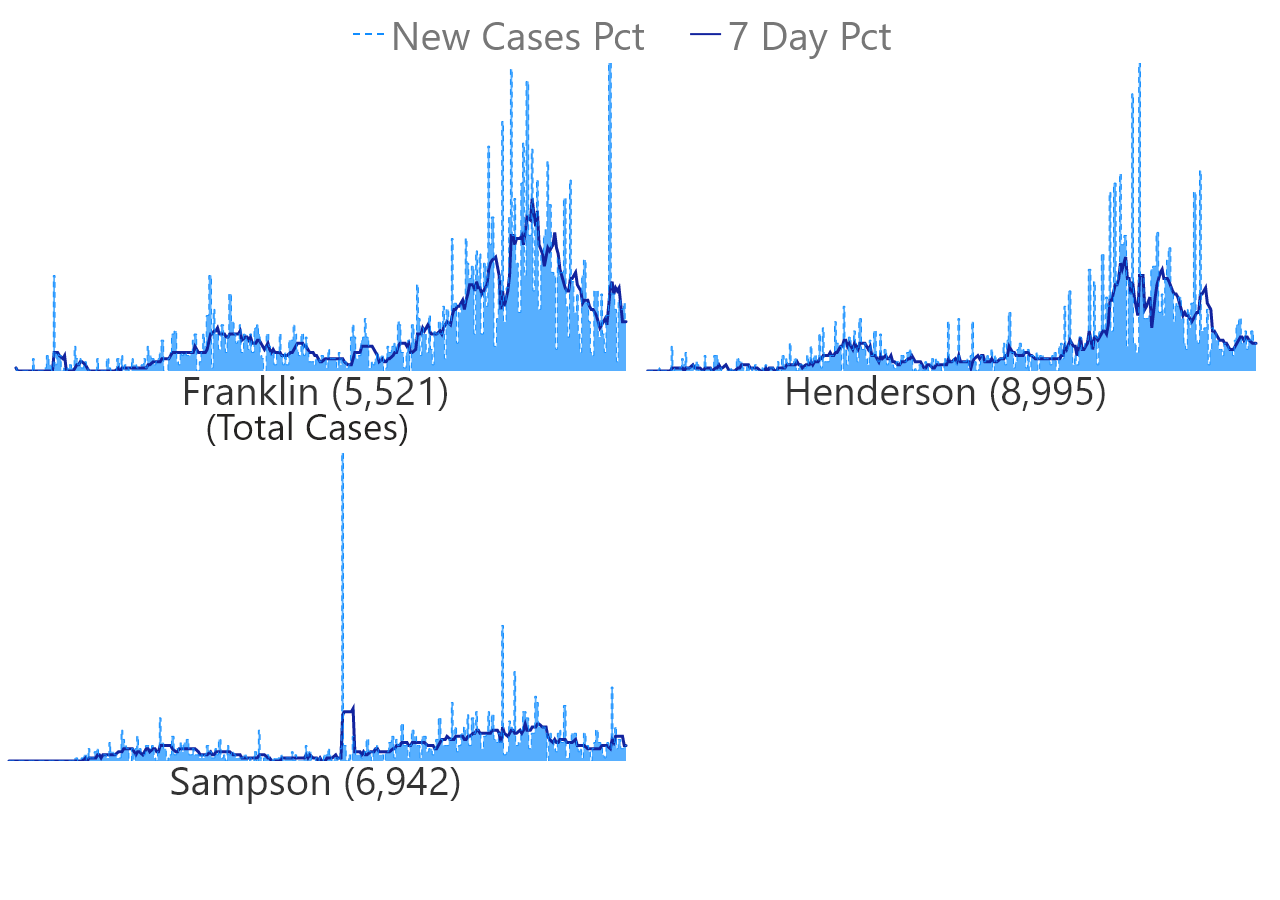 New Cases Pct 7 Day Pct
Franklin (5,521)
(Total Cases)
Henderson (8,995)
Sampson (6,942)